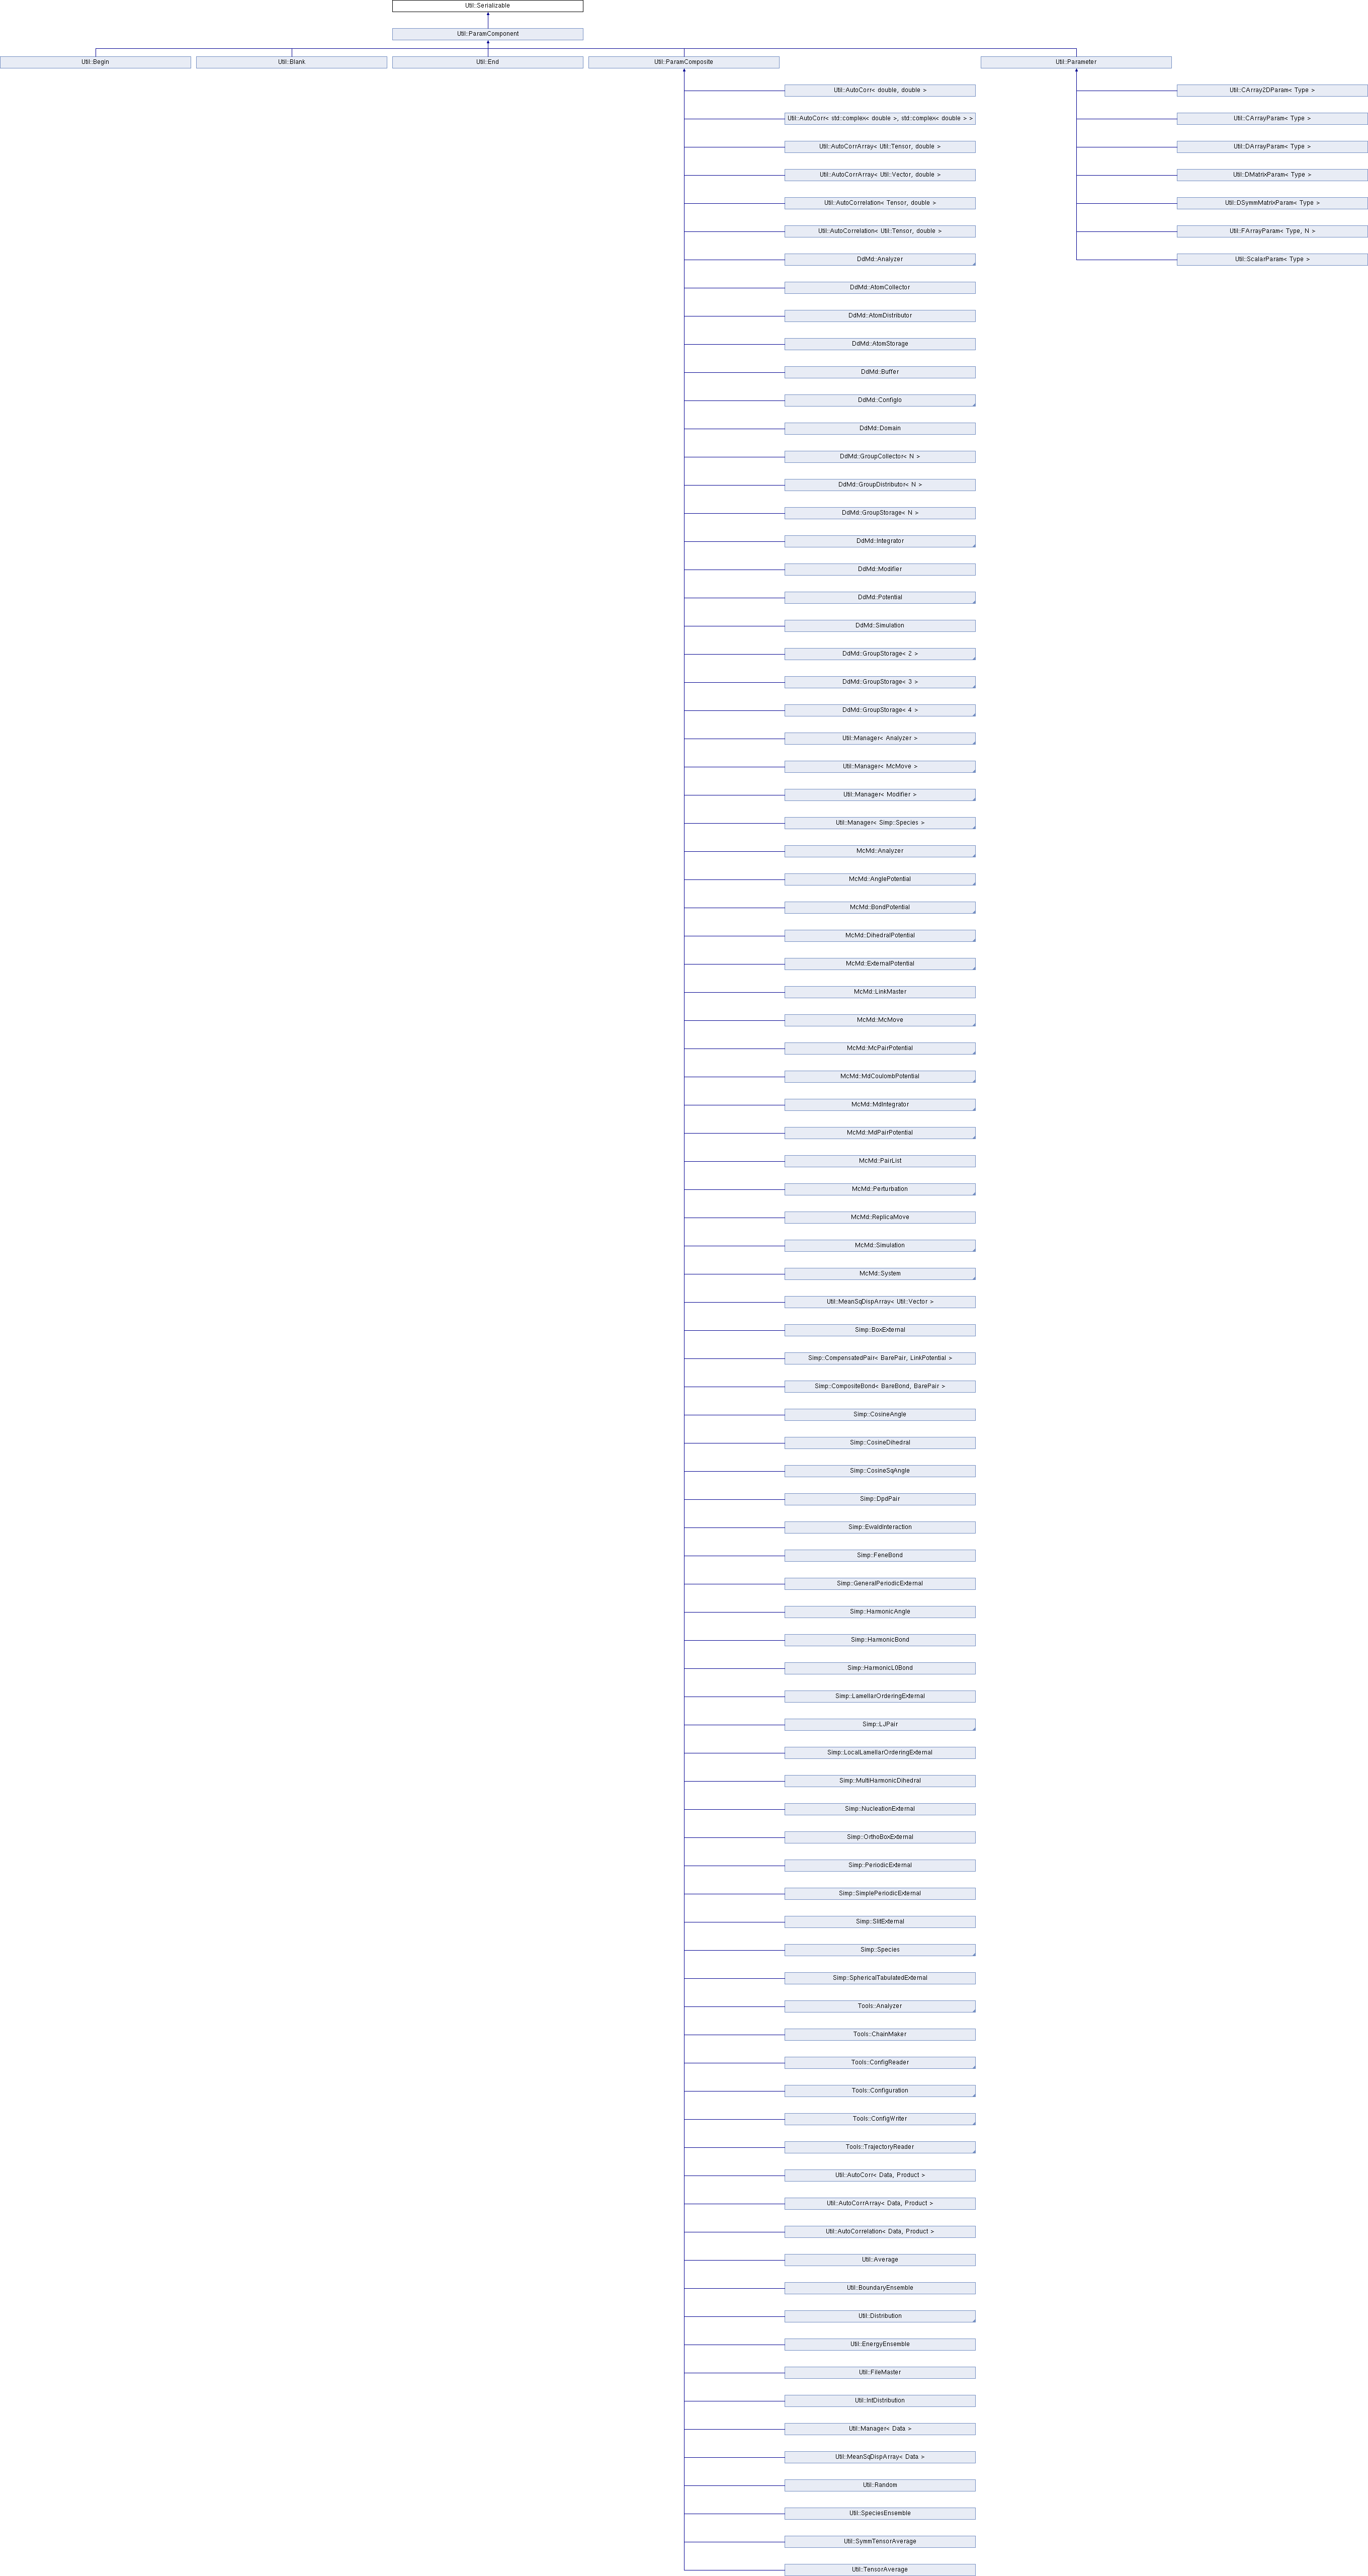 Util::Serializable
Util::ParamComponent
Util::Begin
Util::Blank
Util::End
Util::ParamComposite
Util::Parameter
Util::AutoCorr< double, double >
Util::CArray2DParam< Type >
Util::AutoCorr< std::complex< double >, std::complex< double > >
Util::CArrayParam< Type >
Util::AutoCorrArray< Util::Tensor, double >
Util::DArrayParam< Type >
Util::AutoCorrArray< Util::Vector, double >
Util::DMatrixParam< Type >
Util::AutoCorrelation< Tensor, double >
Util::DSymmMatrixParam< Type >
Util::AutoCorrelation< Util::Tensor, double >
Util::FArrayParam< Type, N >
DdMd::Analyzer
Util::ScalarParam< Type >
DdMd::AtomCollector
DdMd::AtomDistributor
DdMd::AtomStorage
DdMd::Buffer
DdMd::ConfigIo
DdMd::Domain
DdMd::GroupCollector< N >
DdMd::GroupDistributor< N >
DdMd::GroupStorage< N >
DdMd::Integrator
DdMd::Modifier
DdMd::Potential
DdMd::Simulation
DdMd::GroupStorage< 2 >
DdMd::GroupStorage< 3 >
DdMd::GroupStorage< 4 >
Util::Manager< Analyzer >
Util::Manager< McMove >
Util::Manager< Modifier >
Util::Manager< Simp::Species >
McMd::Analyzer
McMd::AnglePotential
McMd::BondPotential
McMd::DihedralPotential
McMd::ExternalPotential
McMd::LinkMaster
McMd::McMove
McMd::McPairPotential
McMd::MdCoulombPotential
McMd::MdIntegrator
McMd::MdPairPotential
McMd::PairList
McMd::Perturbation
McMd::ReplicaMove
McMd::Simulation
McMd::System
Util::MeanSqDispArray< Util::Vector >
Simp::BoxExternal
Simp::CompensatedPair< BarePair, LinkPotential >
Simp::CompositeBond< BareBond, BarePair >
Simp::CosineAngle
Simp::CosineDihedral
Simp::CosineSqAngle
Simp::DpdPair
Simp::EwaldInteraction
Simp::FeneBond
Simp::GeneralPeriodicExternal
Simp::HarmonicAngle
Simp::HarmonicBond
Simp::HarmonicL0Bond
Simp::LamellarOrderingExternal
Simp::LJPair
Simp::LocalLamellarOrderingExternal
Simp::MultiHarmonicDihedral
Simp::NucleationExternal
Simp::OrthoBoxExternal
Simp::PeriodicExternal
Simp::SimplePeriodicExternal
Simp::SlitExternal
Simp::Species
Simp::SphericalTabulatedExternal
Tools::Analyzer
Tools::ChainMaker
Tools::ConfigReader
Tools::Configuration
Tools::ConfigWriter
Tools::TrajectoryReader
Util::AutoCorr< Data, Product >
Util::AutoCorrArray< Data, Product >
Util::AutoCorrelation< Data, Product >
Util::Average
Util::BoundaryEnsemble
Util::Distribution
Util::EnergyEnsemble
Util::FileMaster
Util::IntDistribution
Util::Manager< Data >
Util::MeanSqDispArray< Data >
Util::Random
Util::SpeciesEnsemble
Util::SymmTensorAverage
Util::TensorAverage